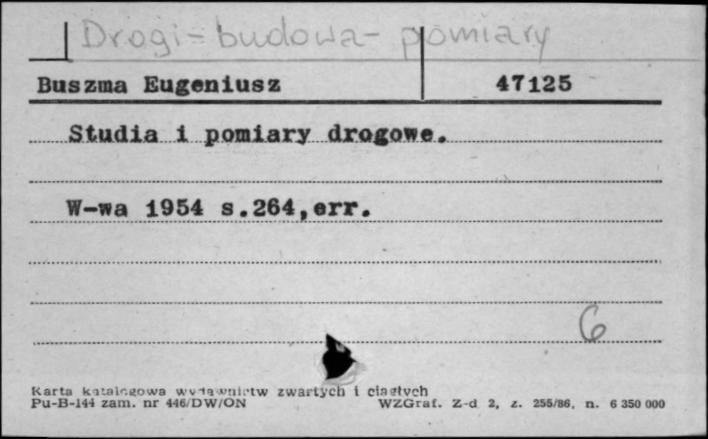 Drogi - budowa - pomiary
Buszma Eugeniusz 47125
Studia i pomiary drogowe.
W-wa 1954 s.264,err.
6
Karta katalogowa wydawnictw zwartych i ciągłych
Pu-B-144 zam. nr 446/DW/ON WZGraf. Z-d 2, z. 255/86, n. 6 350 000